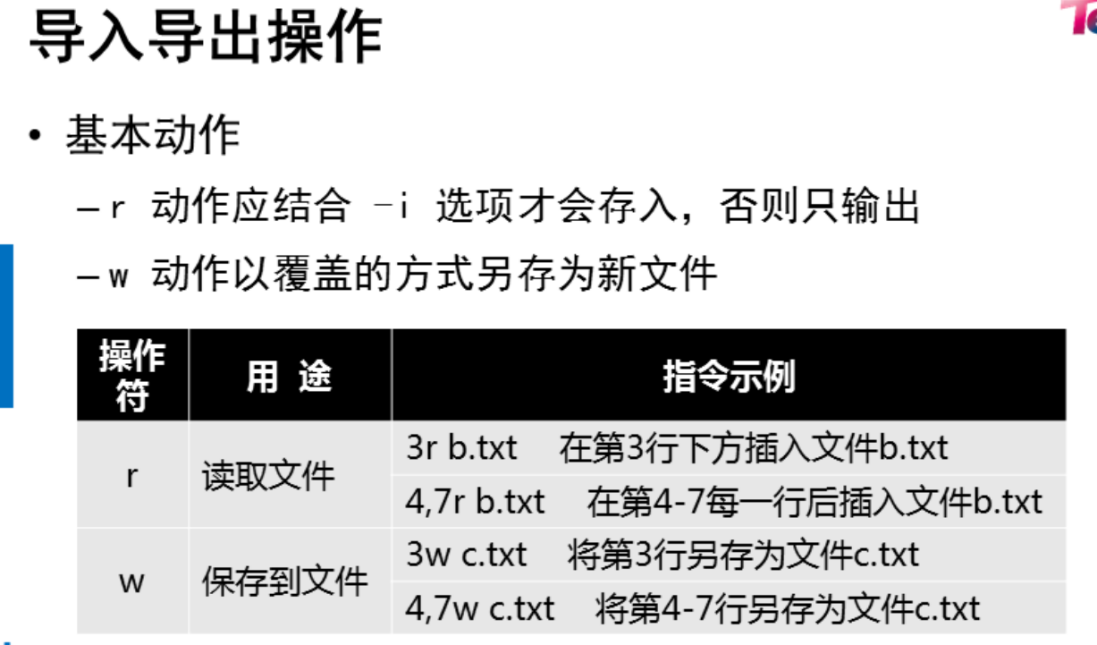 导入导出操作
• 基本动作
– r 动作应结合 -i 选项才会存入，否则只输出
– w 动作以覆盖的方式另存为新文件
操作符 用 途 指令示例
r 读取文件 3r b.txt 在第3行下方插入文件b.txt
4,7r b.txt 在第4-7每一行后插入文件b.txt
w 保存到文件 3w c.txt 将第3行另存为文件c.txt
4,7w c.txt 将第4-7行另存为文件c.txt